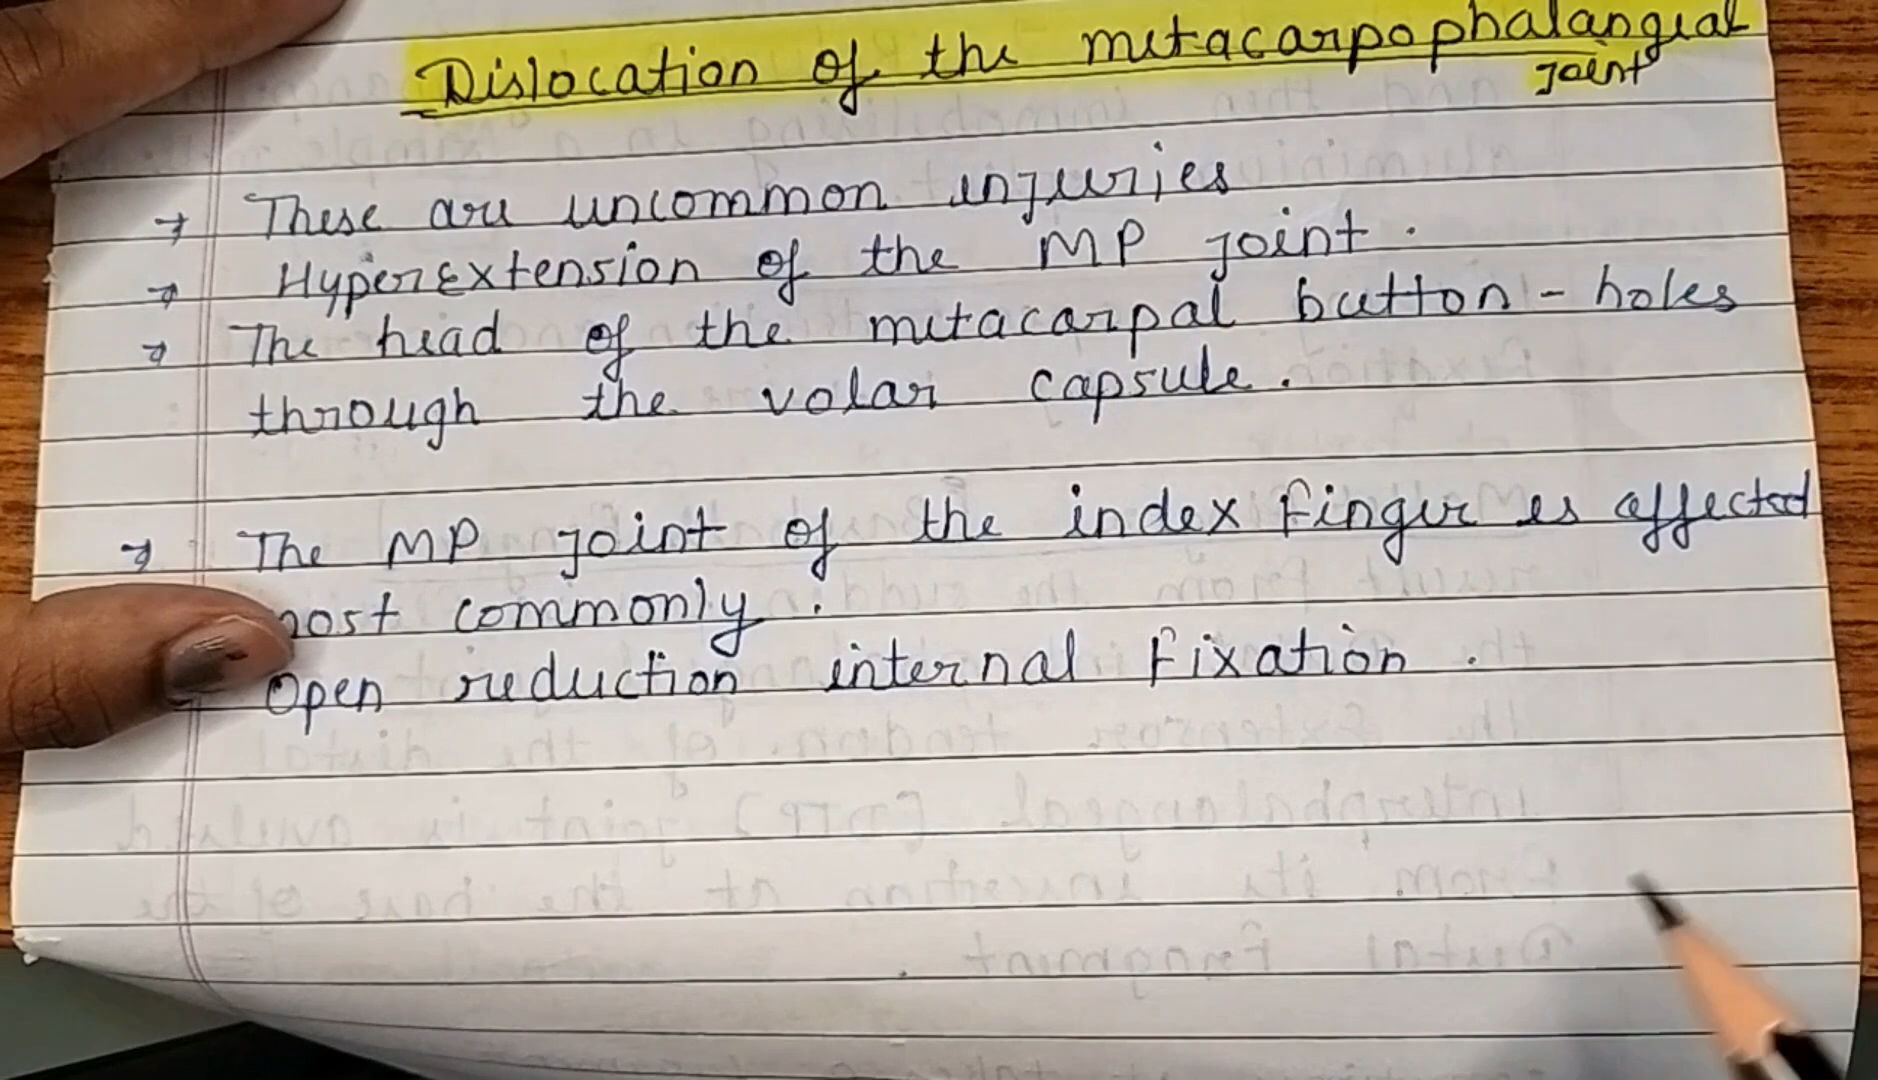 Dislocation of the metacarpophalangeal
Joint
→ These are uncommon injuries
→ Hyperextension of the MP joint.
→ The head of the metacarpal button-holes
through the volar capsule.
→ The MP joint of the index finger is affected
most commonly.
Open reduction internal Fixation.